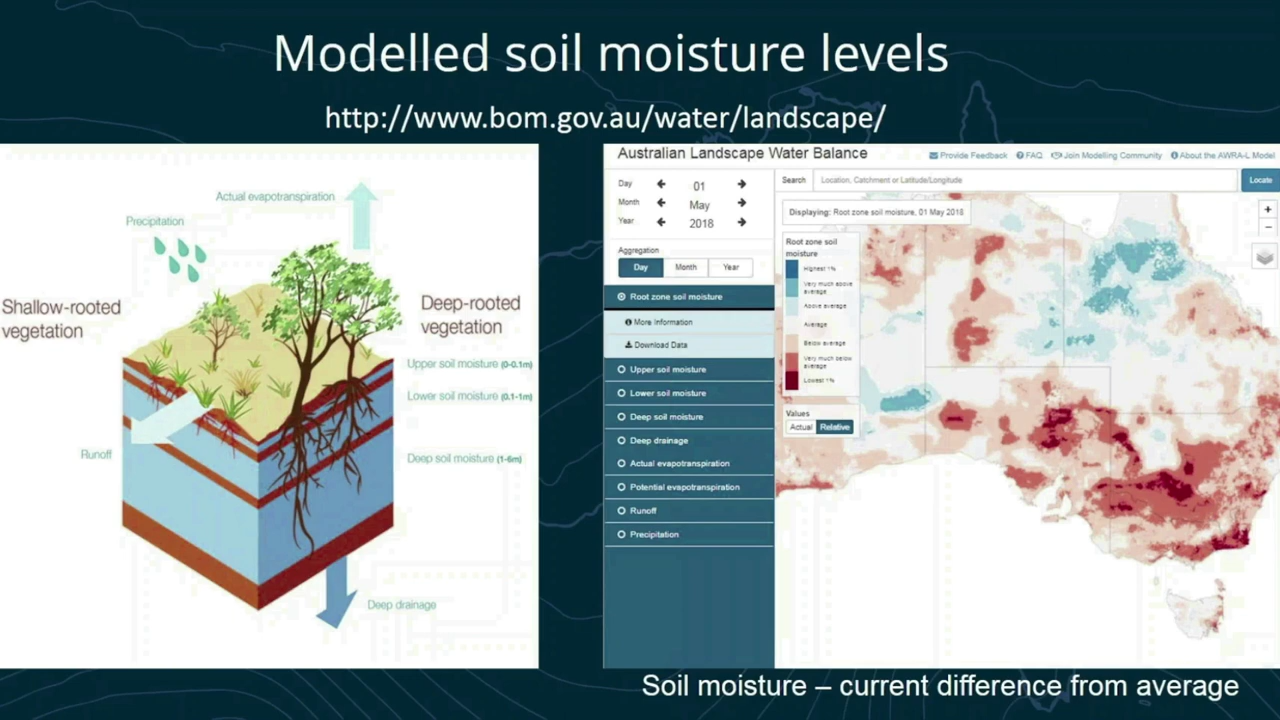 Modelled soil moisture levels
http://www.bom.gov.au/water/landscape/
Actual evapotranspiration
Precipitation
Shallow-rooted
vegetation
Deep-rooted
vegetation
Upper soil moisture (0-0.1m)
Lower soil moisture (0.1-1m)
Runoff
Deep soil moisture (1-6m)
Deep drainage
Australian Landscape Water Balance
Provide Feedback FAQ Join Modelling Community About the AWRA-L Model
Day 01
Month May
Year 2018
Aggregation
Day Month Year
Root zone soil moisture
More Information
Download Data
Upper soil moisture
Lower soil moisture
Deep soil moisture
Deep drainage
Actual evapotranspiration
Potential evapotranspiration
Runoff
Precipitation
Search Location, Catchment or Latitude/Longitude Locate
Displaying: Root zone soil moisture, 01 May 2018
+
−
Root zone soil
moisture
Highest 1%
Very much above
average
Above average
Average
Below average
Very much below
average
Lowest 1%
Values
Actual Relative
Soil moisture – current difference from average